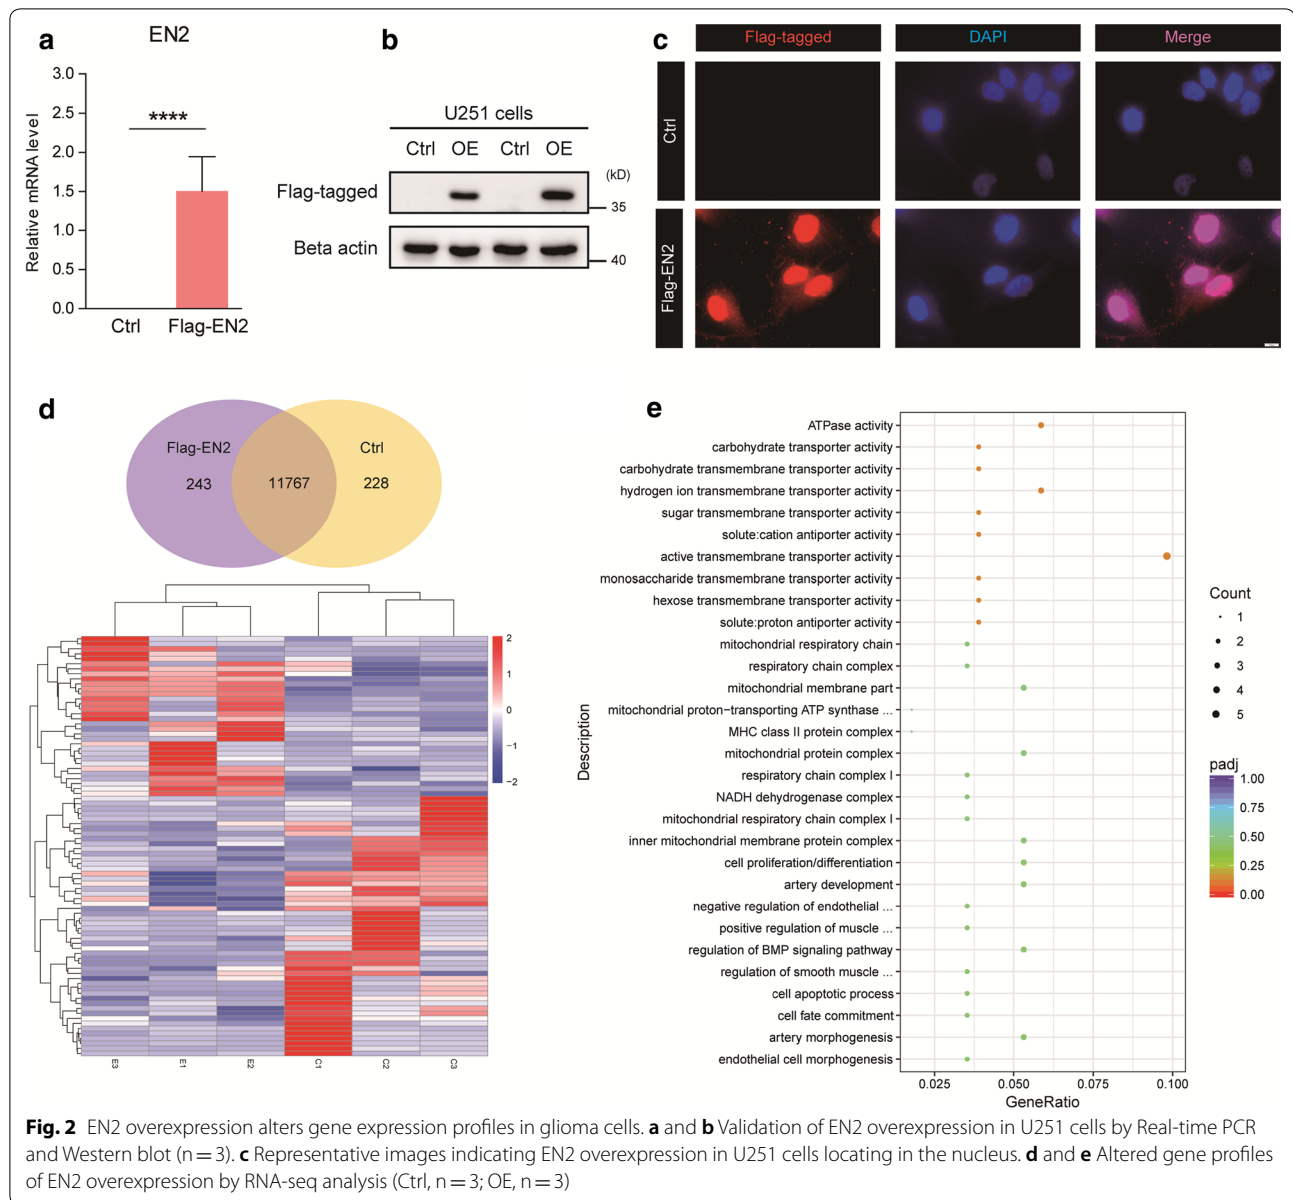 a
EN2
Relative mRNA level
3.0
2.5
2.0
1.5
1.0
0.5
0.0
****
Ctrl
Flag-EN2
b
U251 cells
Ctrl OE Ctrl OE
(kD)
Flag-tagged
35
Beta actin
40
c
Flag-tagged
DAPI
Merge
Ctrl
Flag-EN2
d
Flag-EN2
Ctrl
243
11767
228
2
1
0
−1
−2
E3
E1
E2
C1
C2
C3
e
Description
ATPase activity
carbohydrate transporter activity
carbohydrate transmembrane transporter activity
hydrogen ion transmembrane transporter activity
sugar transmembrane transporter activity
solute:cation antiporter activity
active transmembrane transporter activity
monosaccharide transmembrane transporter activity
hexose transmembrane transporter activity
solute:proton antiporter activity
mitochondrial respiratory chain
respiratory chain complex
mitochondrial membrane part
mitochondrial proton−transporting ATP synthase ...
MHC class II protein complex
mitochondrial protein complex
respiratory chain complex I
NADH dehydrogenase complex
mitochondrial respiratory chain complex I
inner mitochondrial membrane protein complex
cell proliferation/differentiation
artery development
negative regulation of endothelial ...
positive regulation of muscle ...
regulation of BMP signaling pathway
regulation of smooth muscle ...
cell apoptotic process
cell fate commitment
artery morphogenesis
endothelial cell morphogenesis
0.025
0.050
0.075
0.100
GeneRatio
Count
1
2
3
4
5
padj
1.00
0.75
0.50
0.25
0.00
Fig. 2 EN2 overexpression alters gene expression profiles in glioma cells. a and b Validation of EN2 overexpression in U251 cells by Real-time PCR
and Western blot (n = 3). c Representative images indicating EN2 overexpression in U251 cells locating in the nucleus. d and e Altered gene profiles
of EN2 overexpression by RNA-seq analysis (Ctrl, n = 3; OE, n = 3)